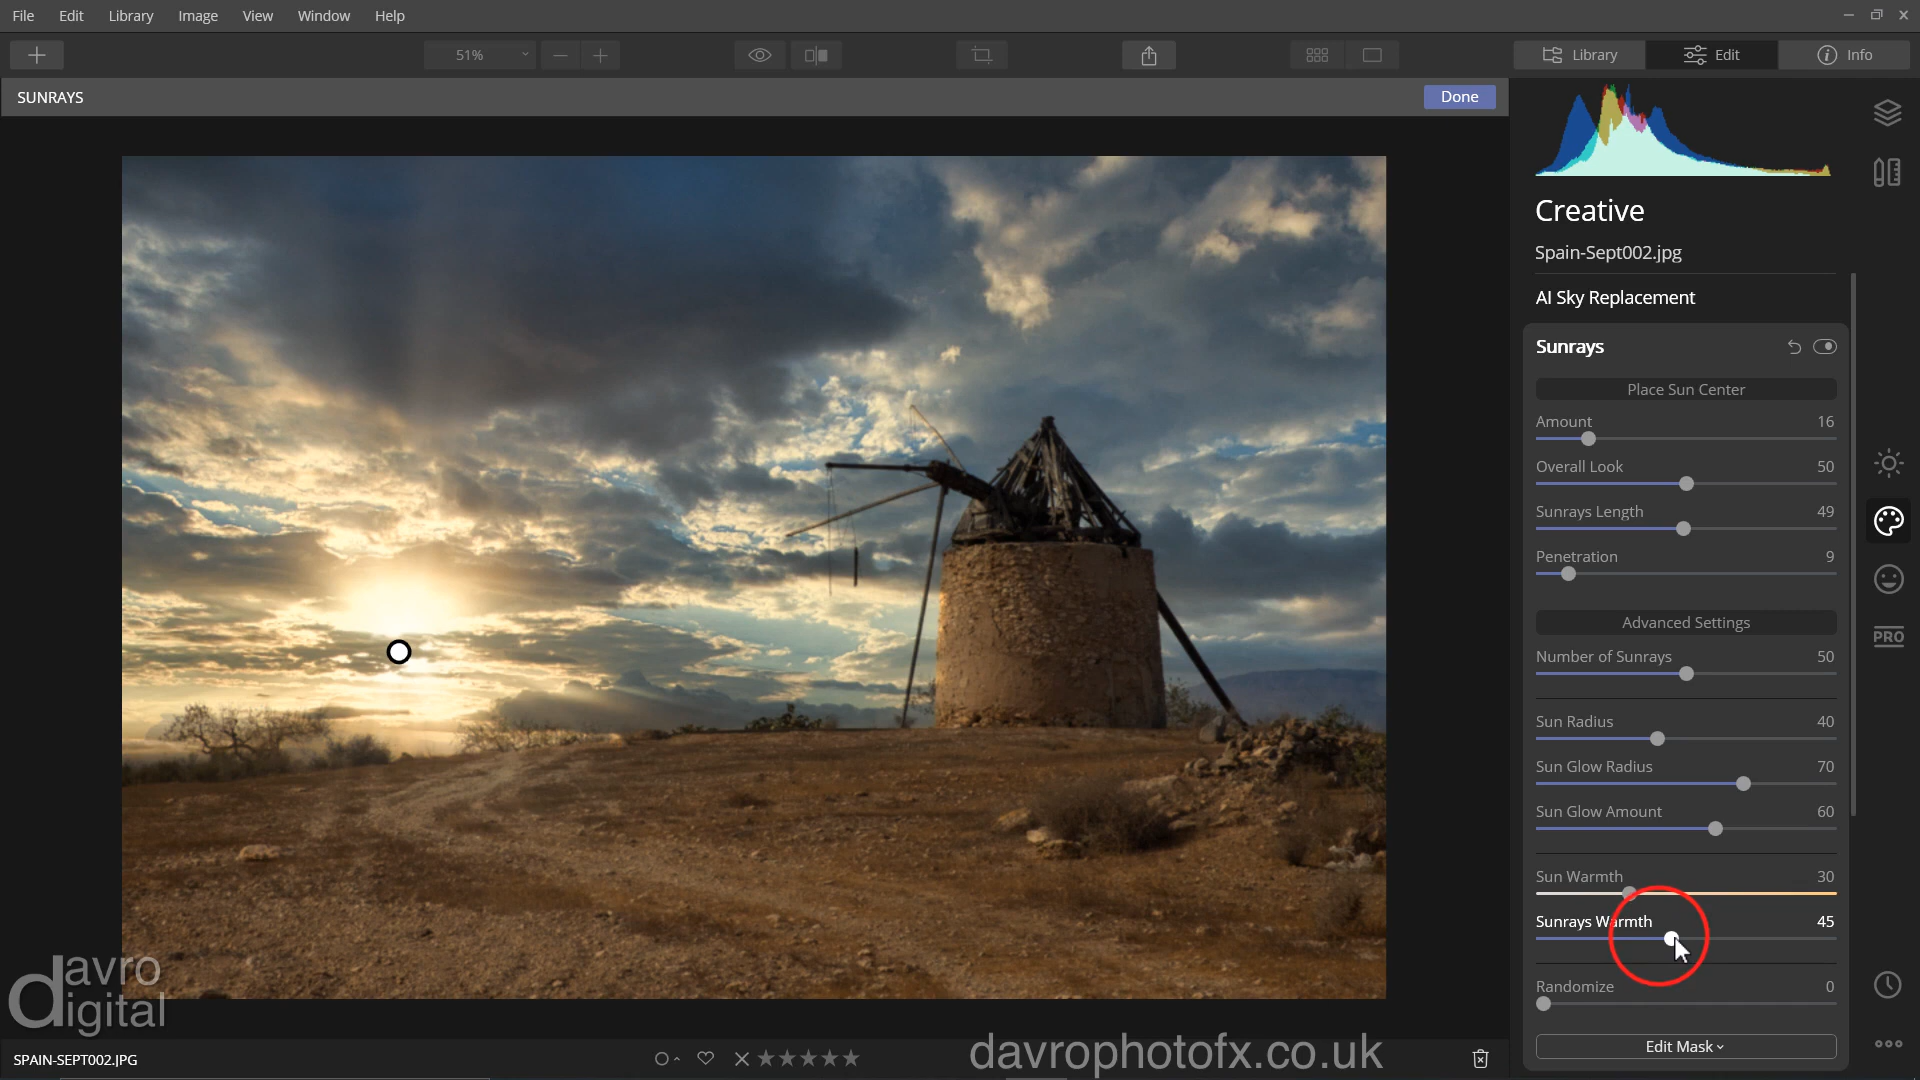 File Edit Library Image View Window Help
51%
Library Edit Info
SUNRAYS
Done
Creative
Spain-Sept002.jpg
AI Sky Replacement
Sunrays
Place Sun Center
Amount 16
Overall Look 50
Sunrays Length 49
Penetration 9
Advanced Settings
Number of Sunrays 50
Sun Radius 40
Sun Glow Radius 70
Sun Glow Amount 60
Sun Warmth 30
Sunrays Warmth 45
Randomize 0
Edit Mask
PRO
davro
digital
SPAIN-SEPT002.JPG
davrophotofx.co.uk